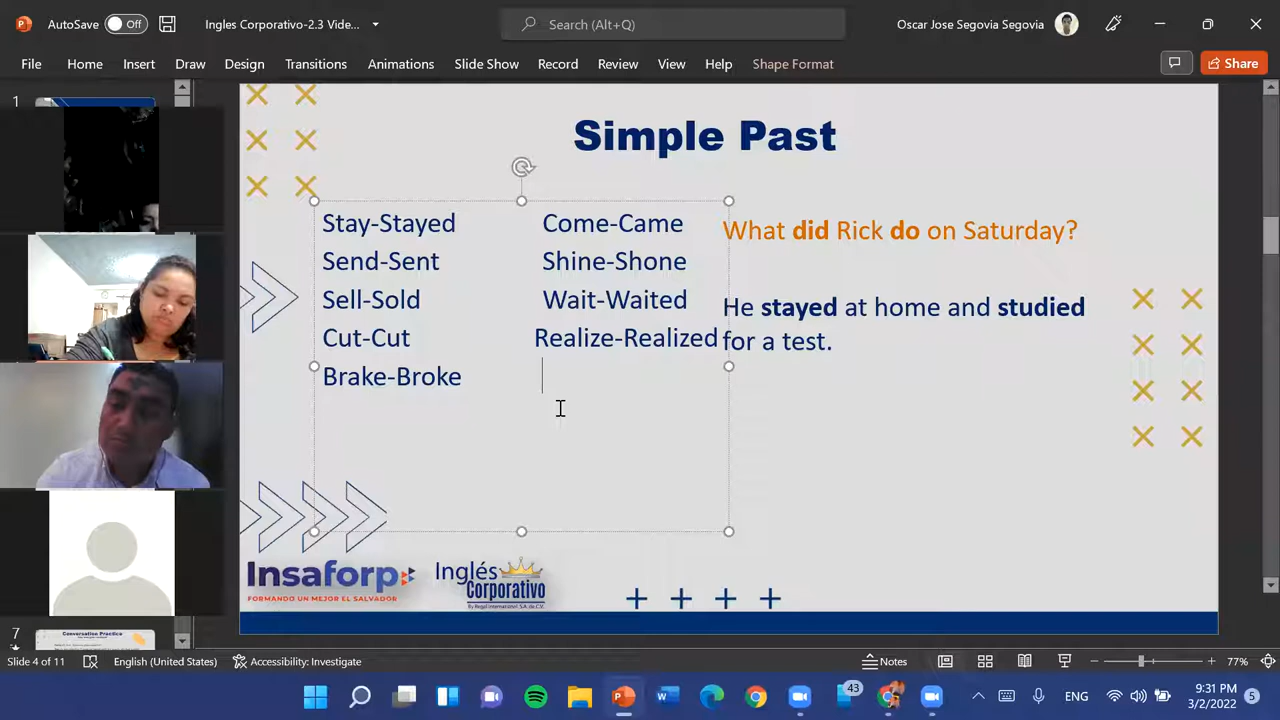 AutoSave Off Ingles Corporativo-2.3 Vide... Search (Alt+Q) Oscar Jose Segovia Segovia
File Home Insert Draw Design Transitions Animations Slide Show Record Review View Help Shape Format Share
1
Simple Past
Stay-Stayed Come-Came
Send-Sent Shine-Shone
Sell-Sold Wait-Waited
Cut-Cut Realize-Realized
Brake-Broke
What did Rick do on Saturday?
He stayed at home and studied
for a test.
Insaforp
FORMANDO UN MEJOR EL SALVADOR
Inglés
Corporativo
7
Conversation Practice
Slide 4 of 11 English (United States) Accessibility: Investigate Notes 77%
43 ENG 9:31 PM
3/2/2022 5